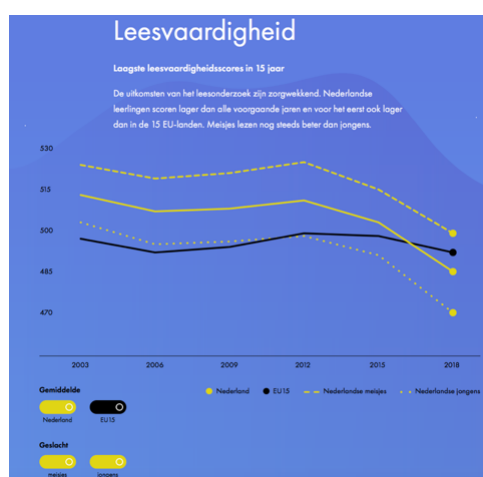 Leesvaardigheid
Laagste leesvaardigheidsscores in 15 jaar
De uitkomsten van het leesonderzoek zijn zorgwekkend. Nederlandse
leerlingen scoren lager dan alle voorgaande jaren en voor het eerst ook lager
dan in de 15 EU-landen. Meisjes lezen nog steeds beter dan jongens.
530
515
500
485
470
2003 2006 2009 2012 2015 2018
Gemiddelde
Nederland EU15 Nederlandse meisjes Nederlandse jongens
Nederland EU15
Geslacht
meisjes jongens